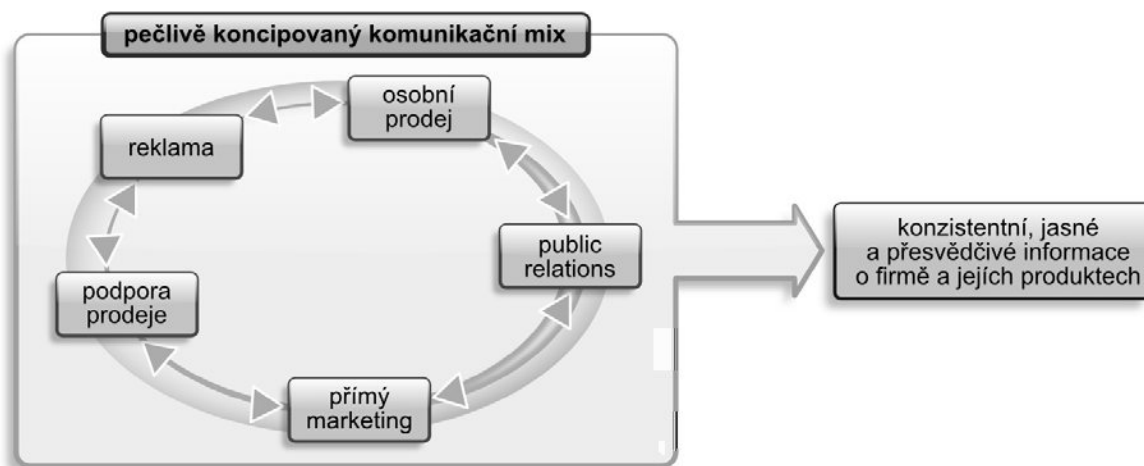 pečlivě koncipovaný komunikační mix
osobní
prodej
reklama
public
relations
podpora
prodeje
přímý
marketing
konzistentní, jasné
a přesvědčivé informace
o firmě a jejích produktech